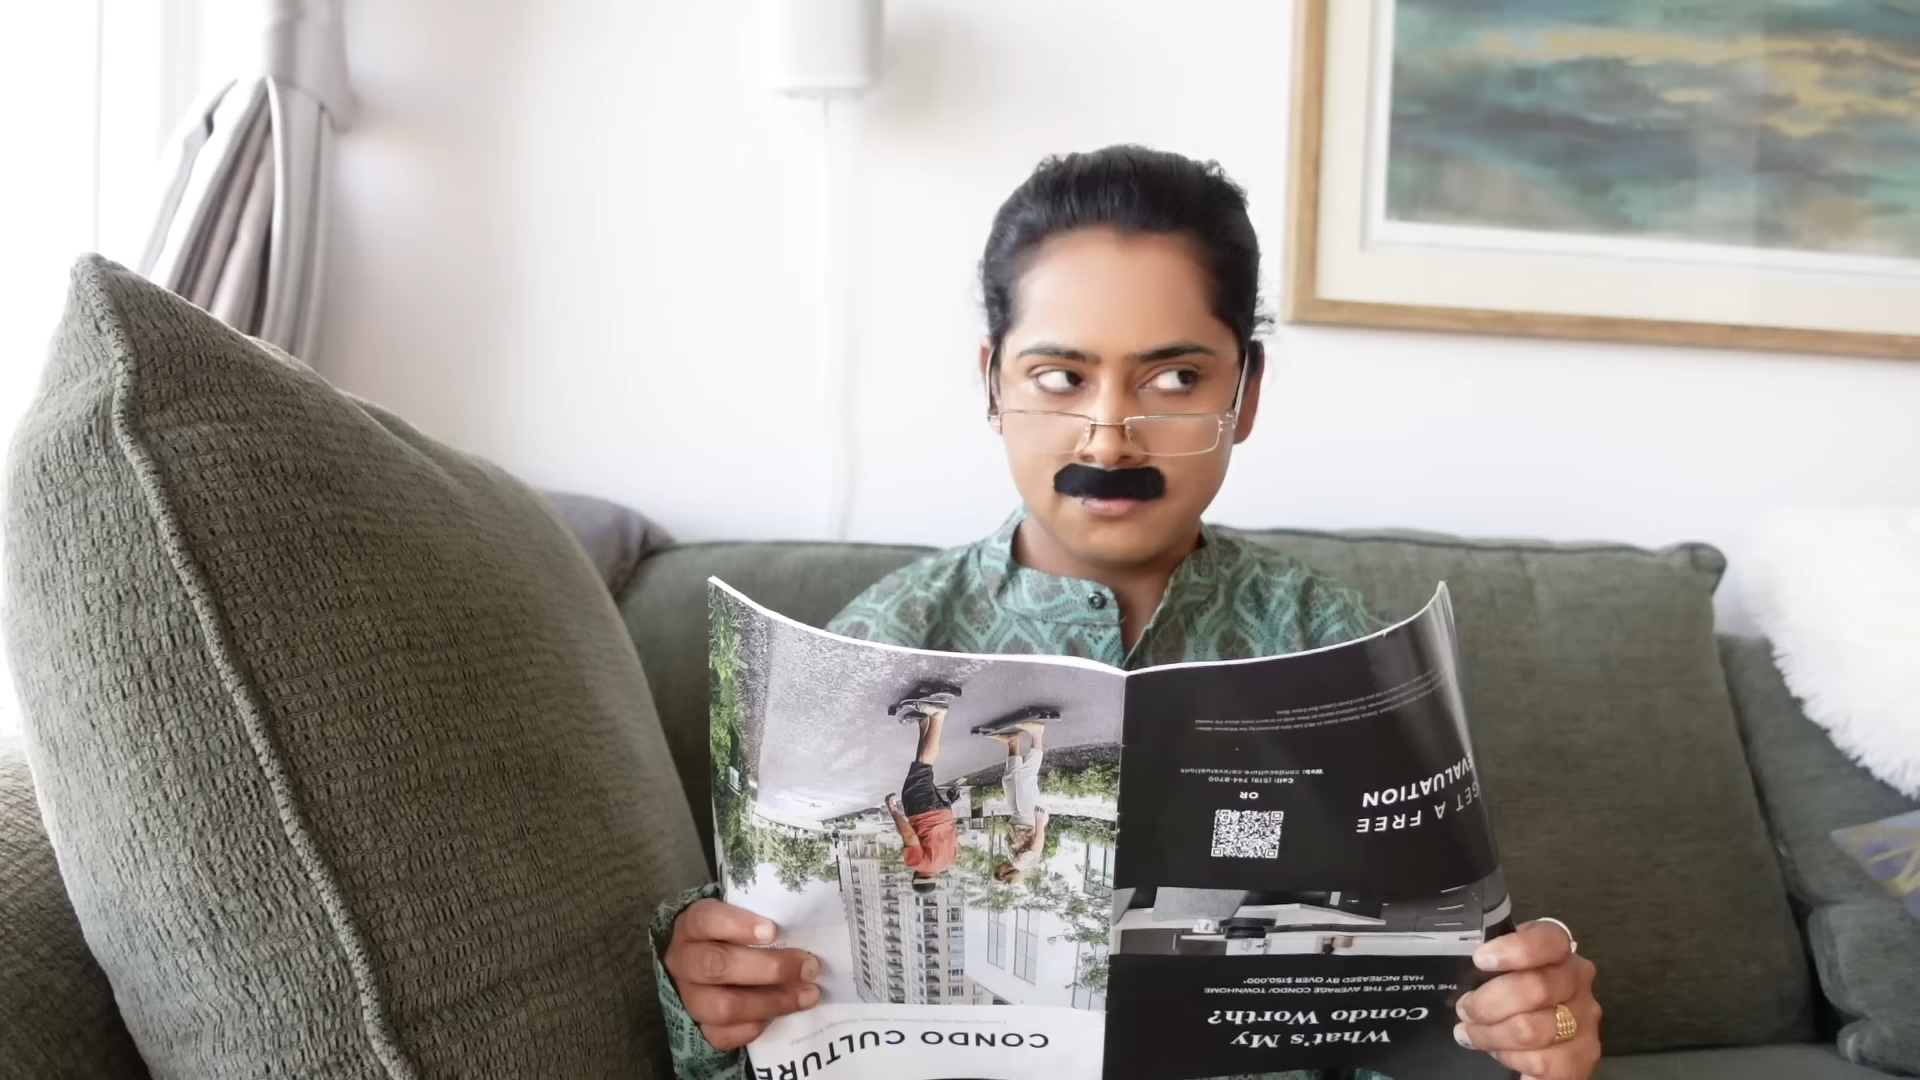 CONDO CULTURE
What's My
Condo Worth?
THE VALUE OF THE AVERAGE CONDO/ TOWNHOME
HAS INCREASED BY OVER $150,000*
GET A FREE
EVALUATION
OR
Call: (519) 744-8700
Web: condoculture.ca/evaluations